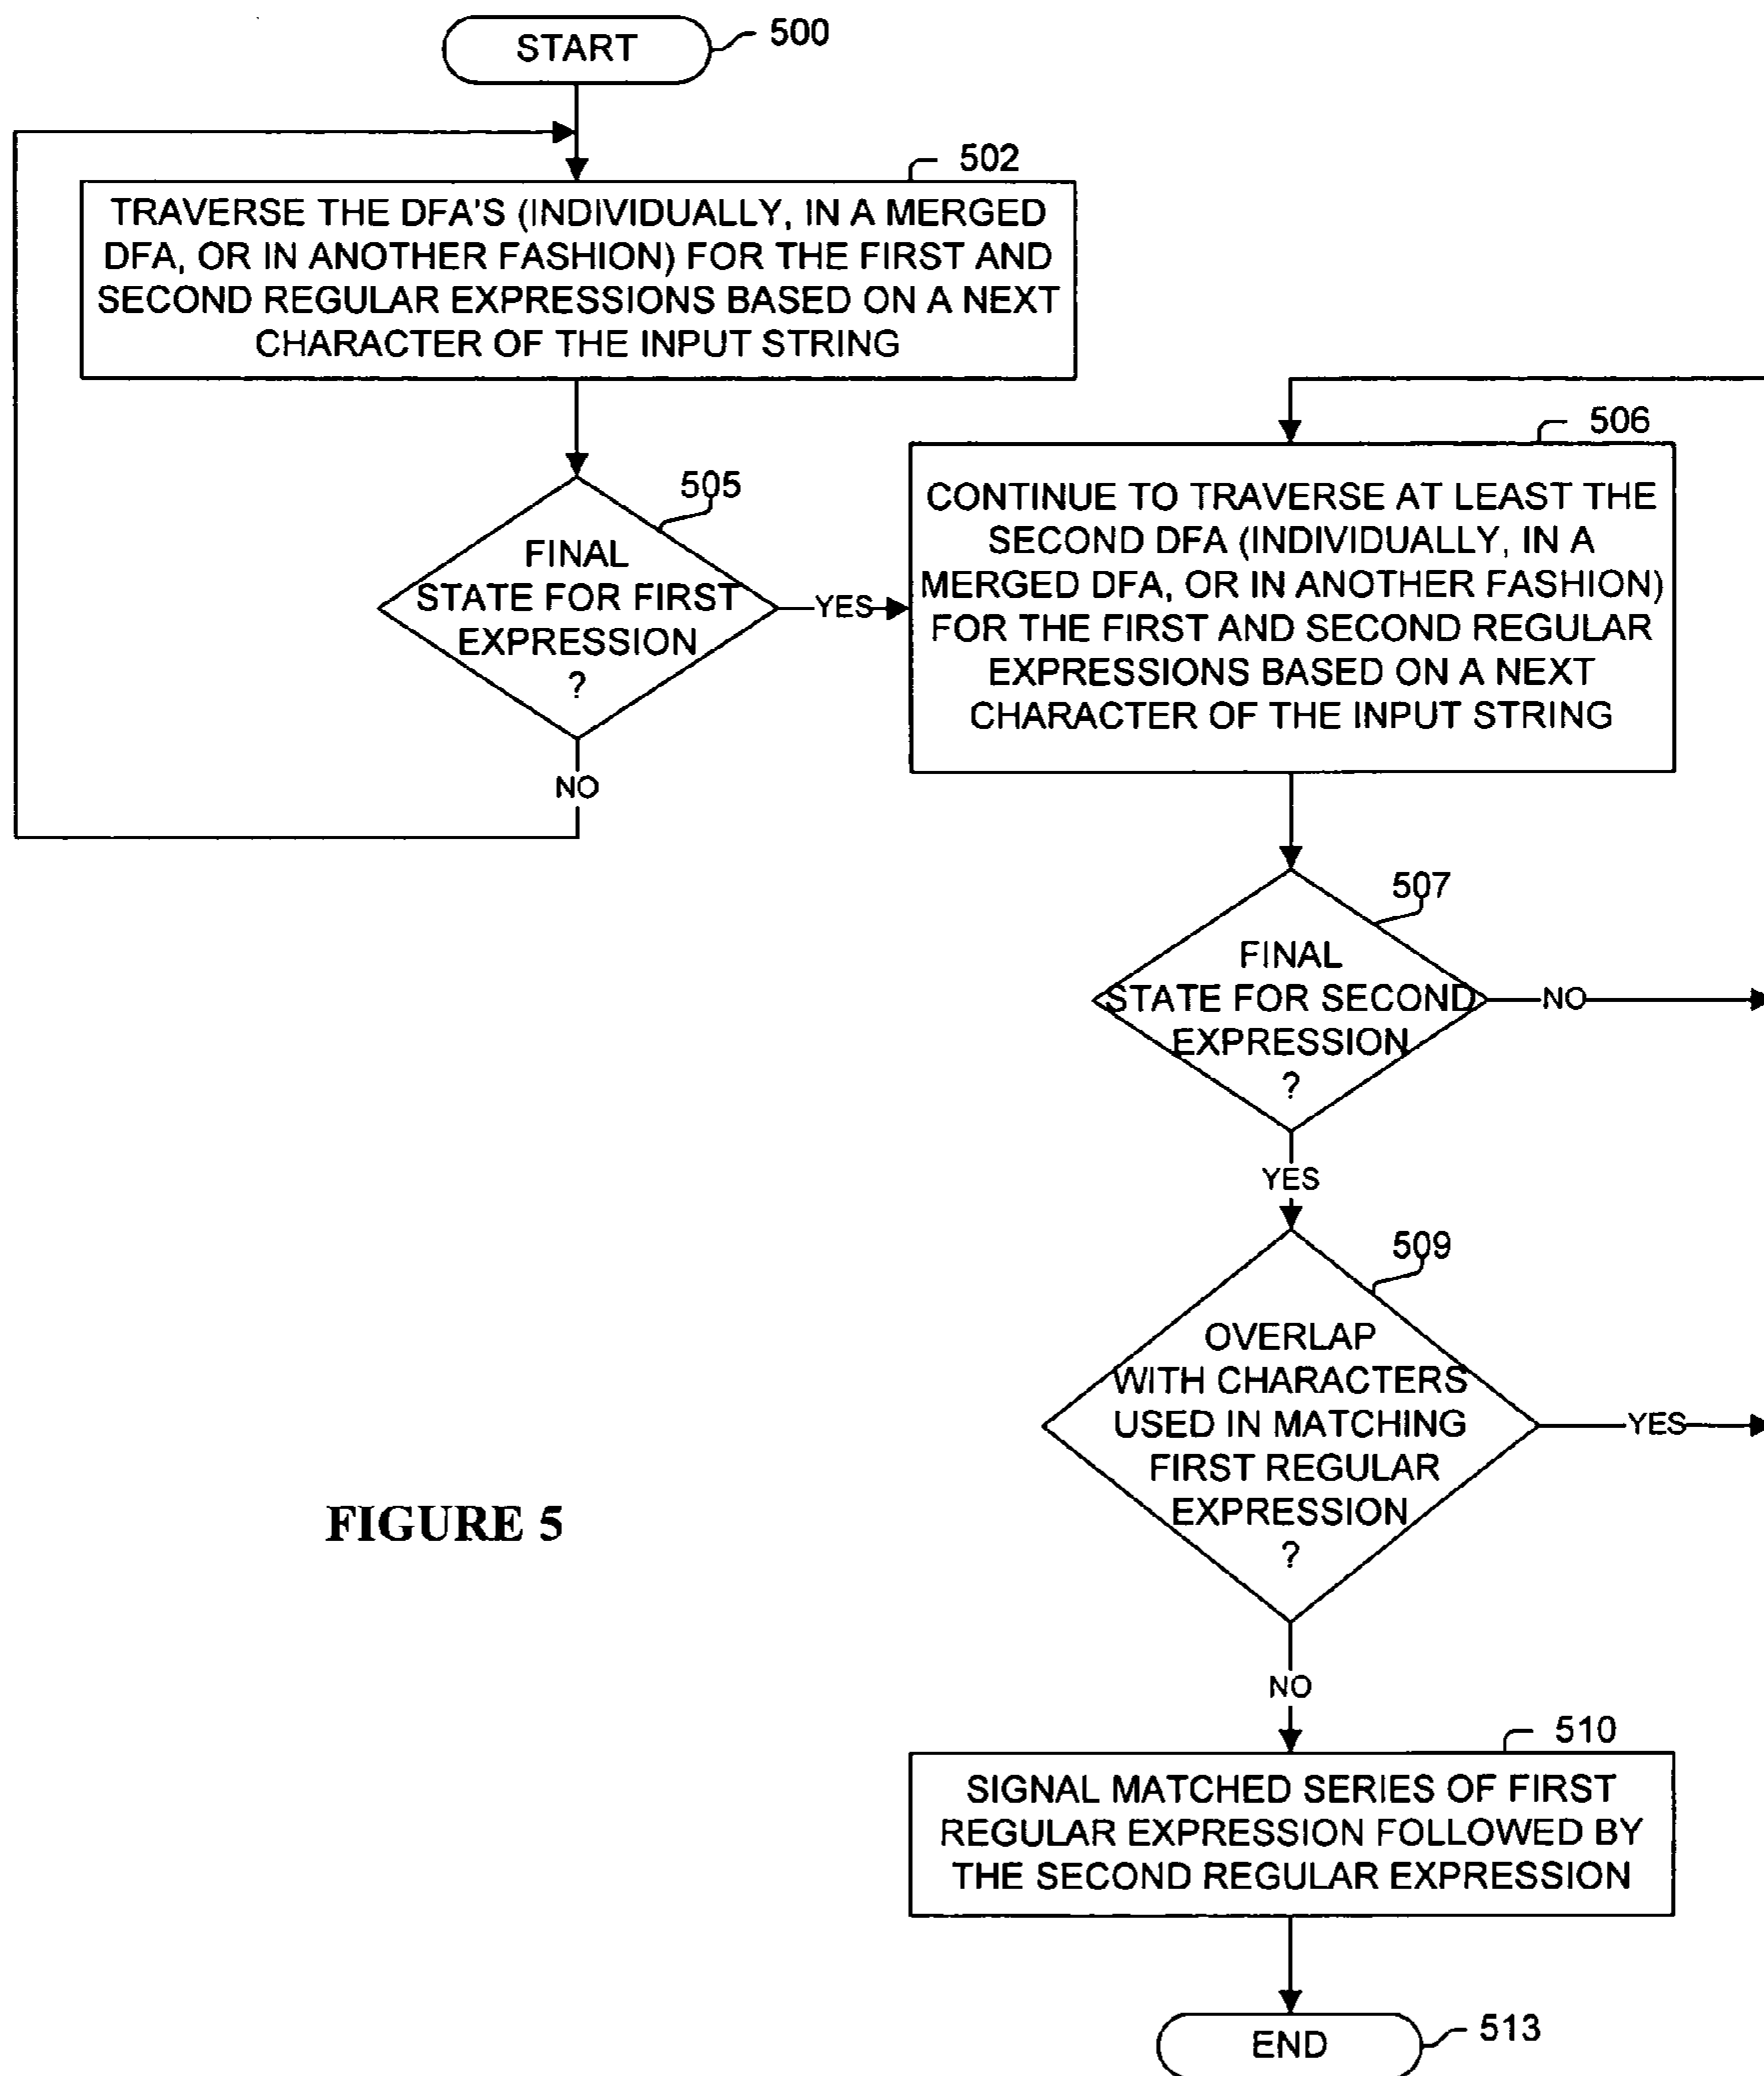 START
500
502
TRAVERSE THE DFA'S (INDIVIDUALLY, IN A MERGED
DFA, OR IN ANOTHER FASHION) FOR THE FIRST AND
SECOND REGULAR EXPRESSIONS BASED ON A NEXT
CHARACTER OF THE INPUT STRING
505
FINAL
STATE FOR FIRST
EXPRESSION
?
YES
NO
506
CONTINUE TO TRAVERSE AT LEAST THE
SECOND DFA (INDIVIDUALLY, IN A
MERGED DFA, OR IN ANOTHER FASHION)
FOR THE FIRST AND SECOND REGULAR
EXPRESSIONS BASED ON A NEXT
CHARACTER OF THE INPUT STRING
507
FINAL
STATE FOR SECOND
EXPRESSION
?
NO
YES
509
OVERLAP
WITH CHARACTERS
USED IN MATCHING
FIRST REGULAR
EXPRESSION
?
YES
NO
FIGURE 5
510
SIGNAL MATCHED SERIES OF FIRST
REGULAR EXPRESSION FOLLOWED BY
THE SECOND REGULAR EXPRESSION
END
513